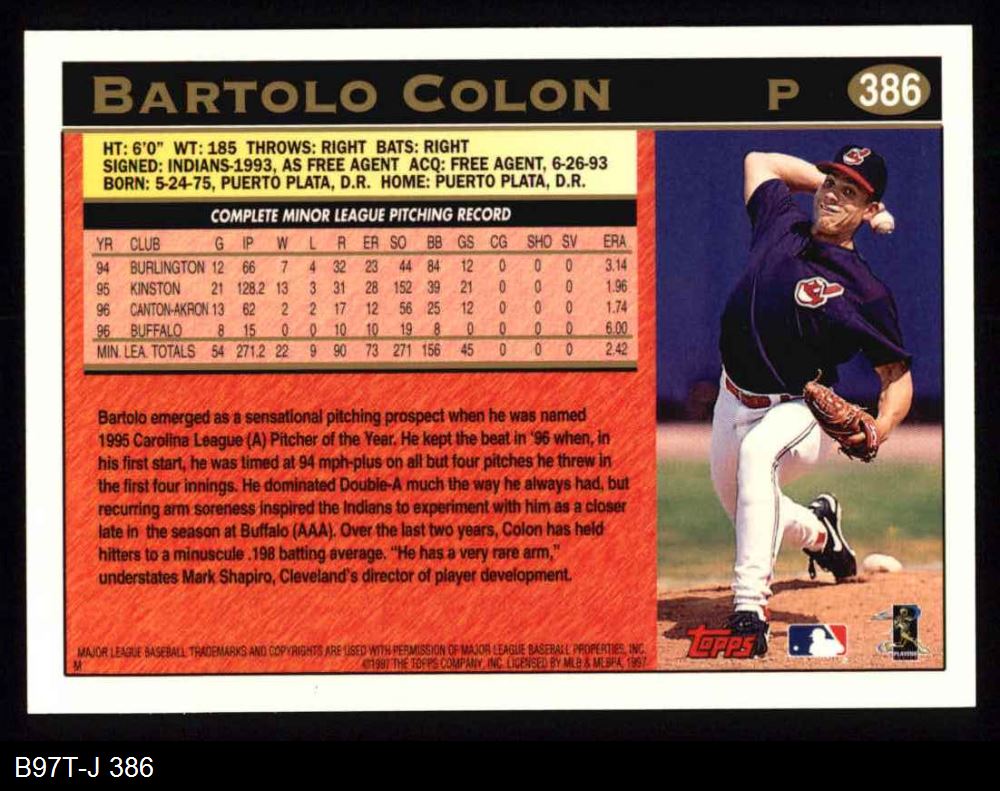 BARTOLO COLON P 386
HT: 6'0" WT: 185 THROWS: RIGHT BATS: RIGHT
SIGNED: INDIANS-1993, AS FREE AGENT ACQ: FREE AGENT, 6-26-93
BORN: 5-24-75, PUERTO PLATA, D.R. HOME: PUERTO PLATA, D.R.
COMPLETE MINOR LEAGUE PITCHING RECORD
YR CLUB G IP W L R ER SO BB GS CG SHO SV ERA
94 BURLINGTON 12 66 7 4 32 23 44 84 12 0 0 0 3.14
95 KINSTON 21 128.2 13 3 31 28 152 39 21 0 0 0 1.96
96 CANTON-AKRON 13 62 2 2 17 12 56 25 12 0 0 0 1.74
96 BUFFALO 8 15 0 0 10 10 19 8 0 0 0 0 6.00
MIN. LEA. TOTALS 54 271.2 22 9 90 73 271 156 45 0 0 0 2.42
Bartolo emerged as a sensational pitching prospect when he was named
1995 Carolina League (A) Pitcher of the Year. He kept the beat in '96 when, in
his first start, he was timed at 94 mph-plus on all but four pitches he threw in
the first four innings. He dominated Double-A much the way he always had, but
recurring arm soreness inspired the Indians to experiment with him as a closer
late in the season at Buffalo (AAA). Over the last two years, Colon has held
hitters to a minuscule .198 batting average. "He has a very rare arm,"
understates Mark Shapiro, Cleveland's director of player development.
MAJOR LEAGUE BASEBALL TRADEMARKS AND COPYRIGHTS ARE USED WITH PERMISSION OF MAJOR LEAGUE BASEBALL PROPERTIES, INC.
M ©1997 THE TOPPS COMPANY, INC. LICENSED BY MLB & MLBPA, 1997
Topps
PLAYERS
B97T-J 386